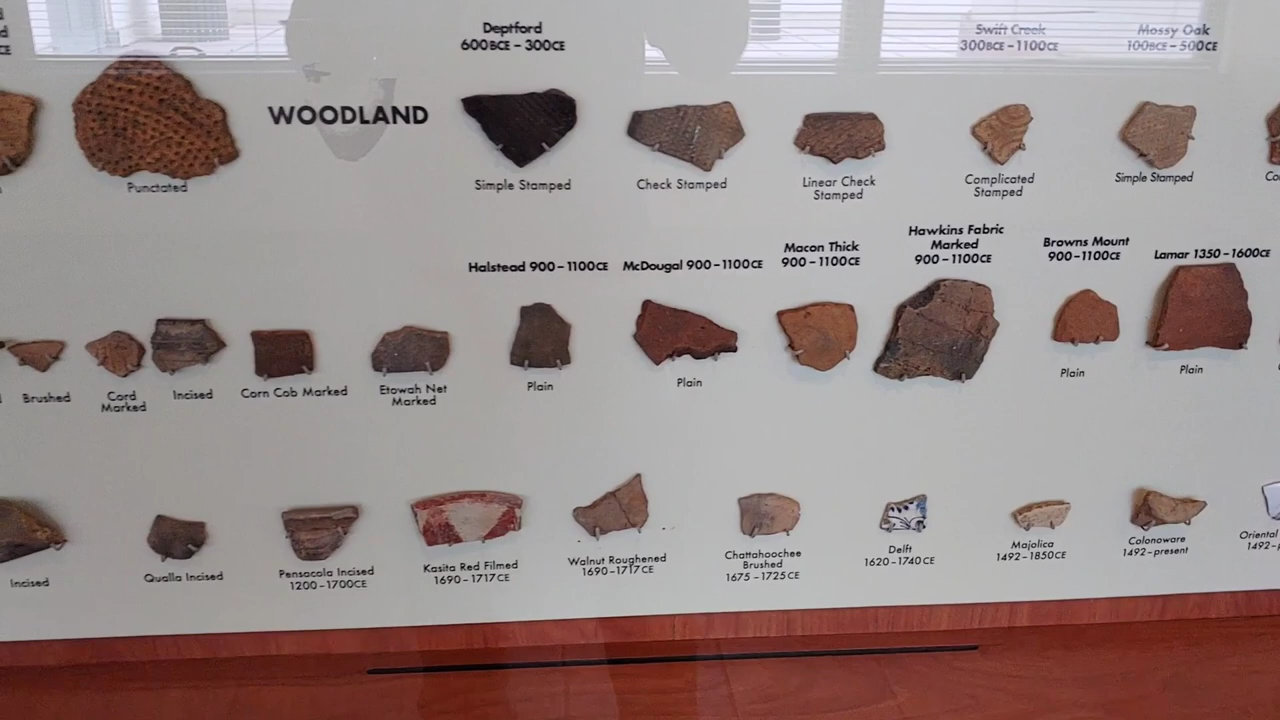 Deptford
600BCE – 300CE
Swift Creek
300BCE – 1100CE
Mossy Oak
100BCE – 500CE
WOODLAND
Punctated
Simple Stamped
Check Stamped
Linear Check
Stamped
Complicated
Stamped
Simple Stamped
Halstead 900 – 1100CE
McDougal 900 – 1100CE
Macon Thick
900 – 1100CE
Hawkins Fabric
Marked
900 – 1100CE
Browns Mount
900 – 1100CE
Lamar 1350 – 1600CE
Brushed
Cord
Marked
Incised
Corn Cob Marked
Etowah Net
Marked
Plain
Plain
Plain
Plain
Incised
Qualla Incised
Pensacola Incised
1200 – 1700CE
Kasita Red Filmed
1690 – 1717CE
Walnut Roughened
1690 – 1717CE
Chattahoochee
Brushed
1675 – 1725CE
Delft
1620 – 1740CE
Majolica
1492 – 1850CE
Colonoware
1492 – present
Oriental
1492 –